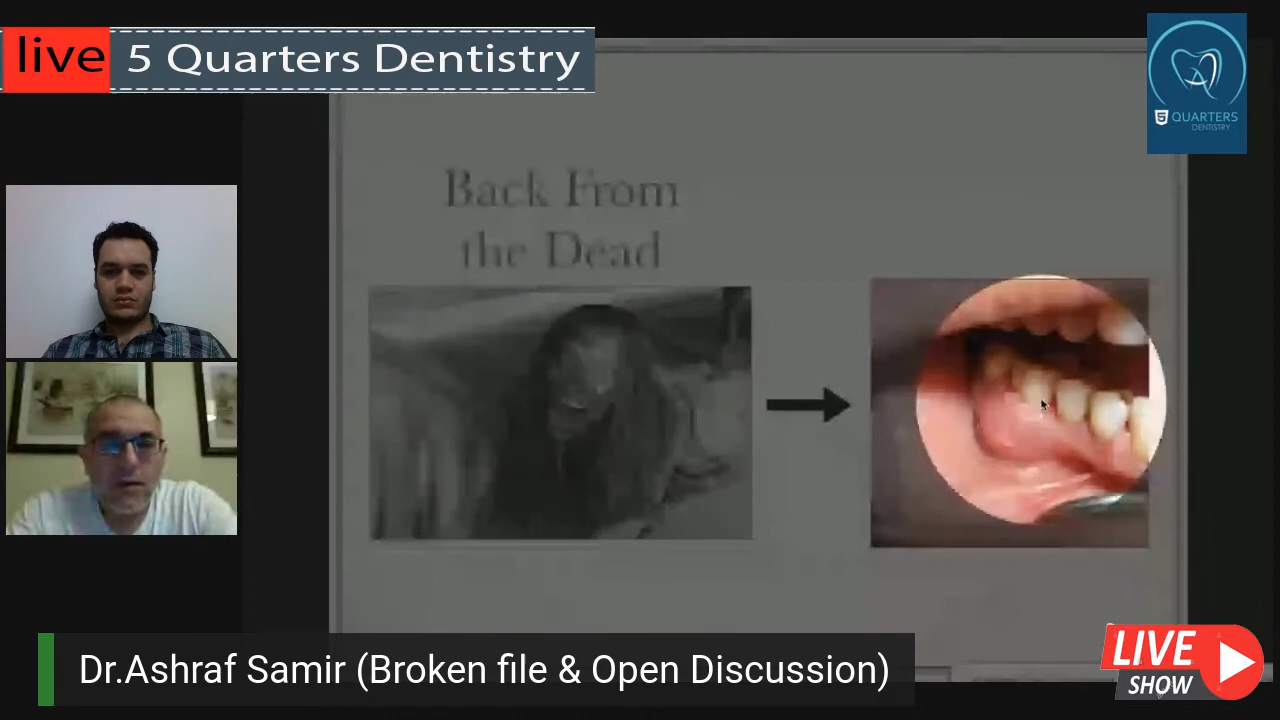 live 5 Quarters Dentistry
5 QUARTERS
DENTISTRY
Back From
the Dead
Dr.Ashraf Samir (Broken file & Open Discussion)
LIVE
SHOW